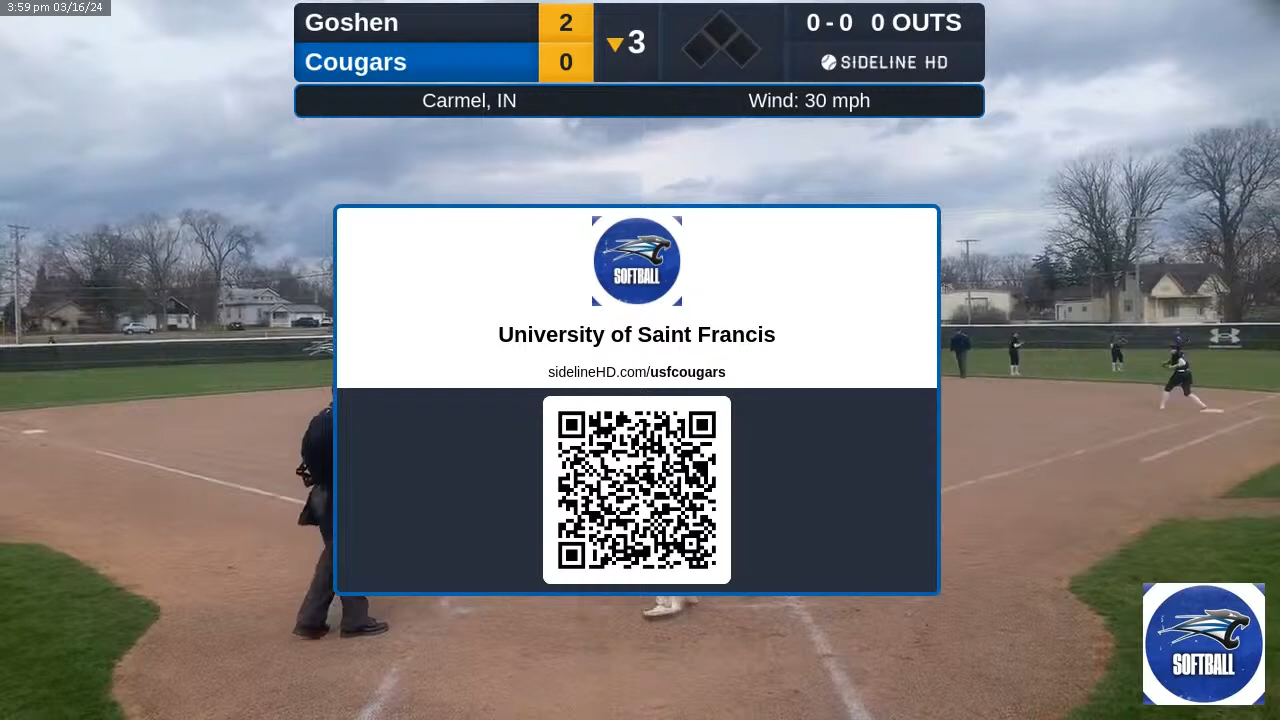 3:59 pm 03/16/24
Goshen 2
Cougars 0
3
0 - 0 0 OUTS
SIDELINE HD
Carmel, IN Wind: 30 mph
SOFTBALL
University of Saint Francis
sidelineHD.com/usfcougars
SOFTBALL